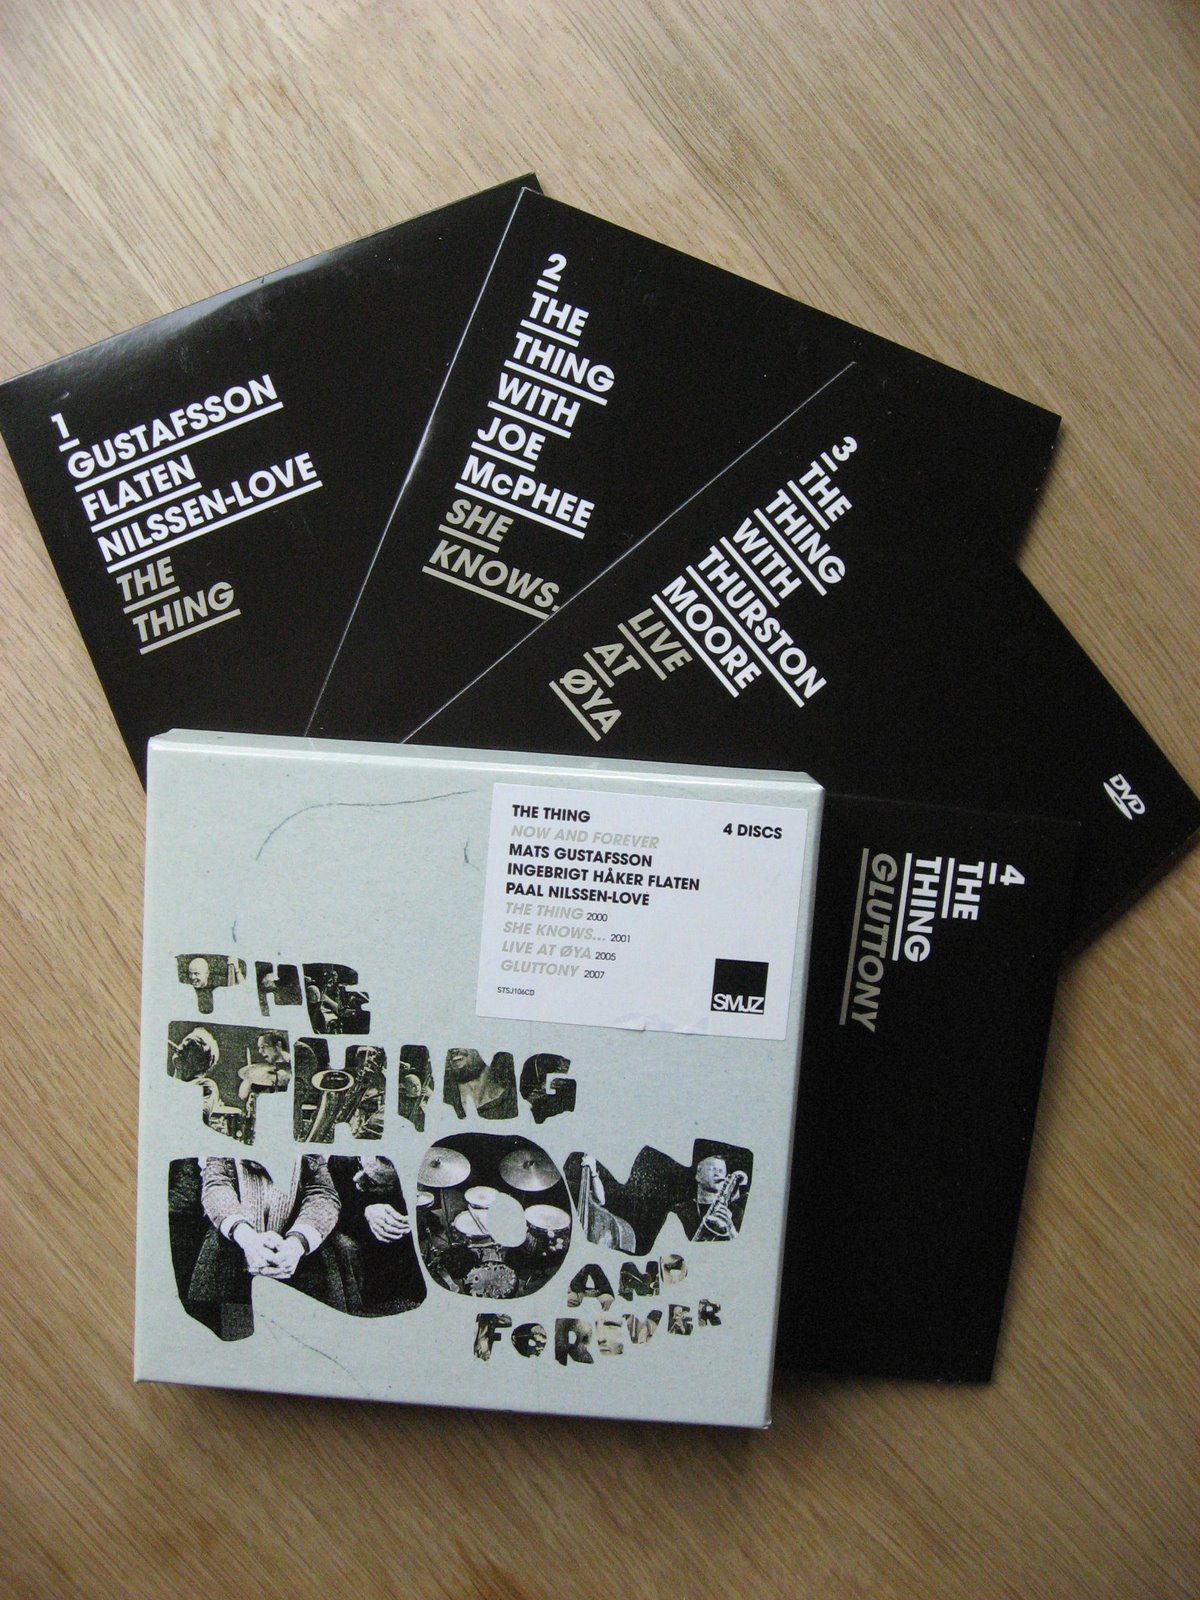 1
GUSTAFSSON
FLATEN
NILSSEN-LOVE
THE
THING
2
THE
THING
WITH
JOE
McPHEE
SHE
KNOWS.
3
THE
THING
WITH
THURSTON
MOORE
LIVE
AT
ØYA
DVD
4
THE
THING
GLUTTONY
THE THING
NOW AND FOREVER
4 DISCS
MATS GUSTAFSSON
INGEBRIGT HÅKER FLATEN
PAAL NILSSEN-LOVE
THE THING 2000
SHE KNOWS... 2001
LIVE AT ØYA 2005
GLUTTONY 2007
STSJ106CD
SMJZ
THE
THING
NOW
AND
FOREVER